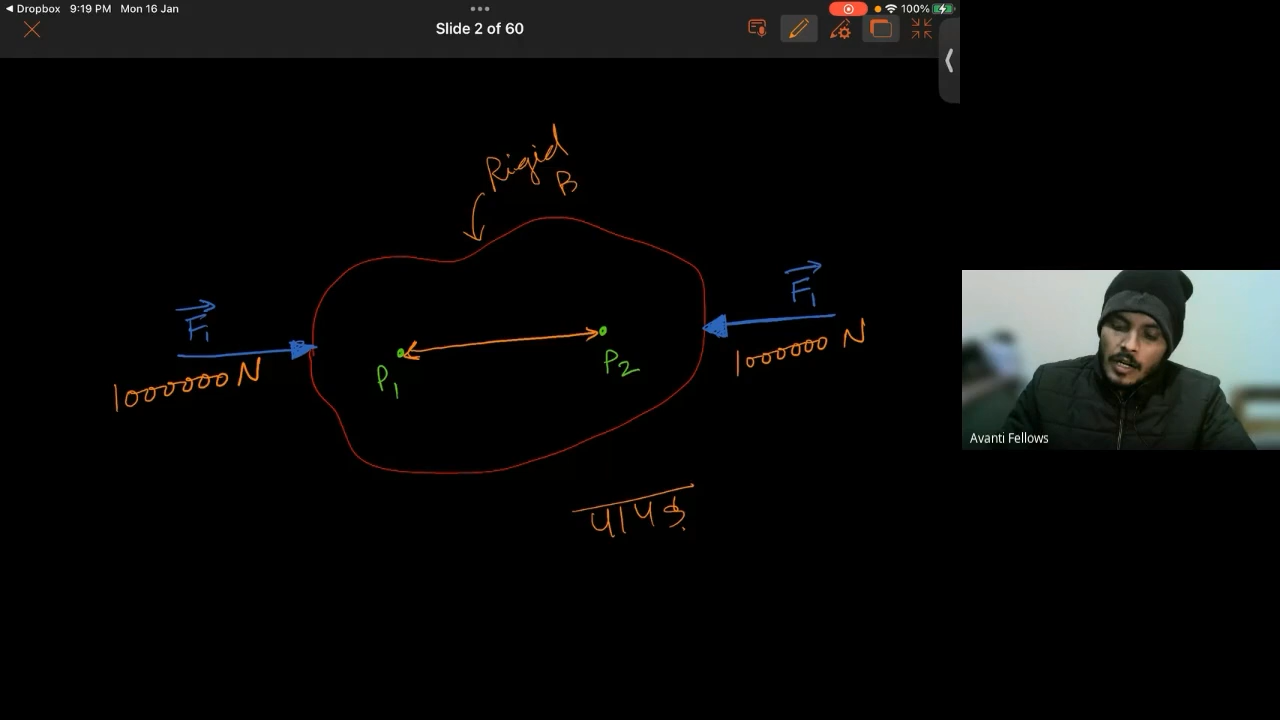 Dropbox 9:19 PM Mon 16 Jan
100%
Slide 2 of 60
Rigid
B
F₁
1000000 N
F₁
1000000 N
P₁
P₂
Avanti Fellows